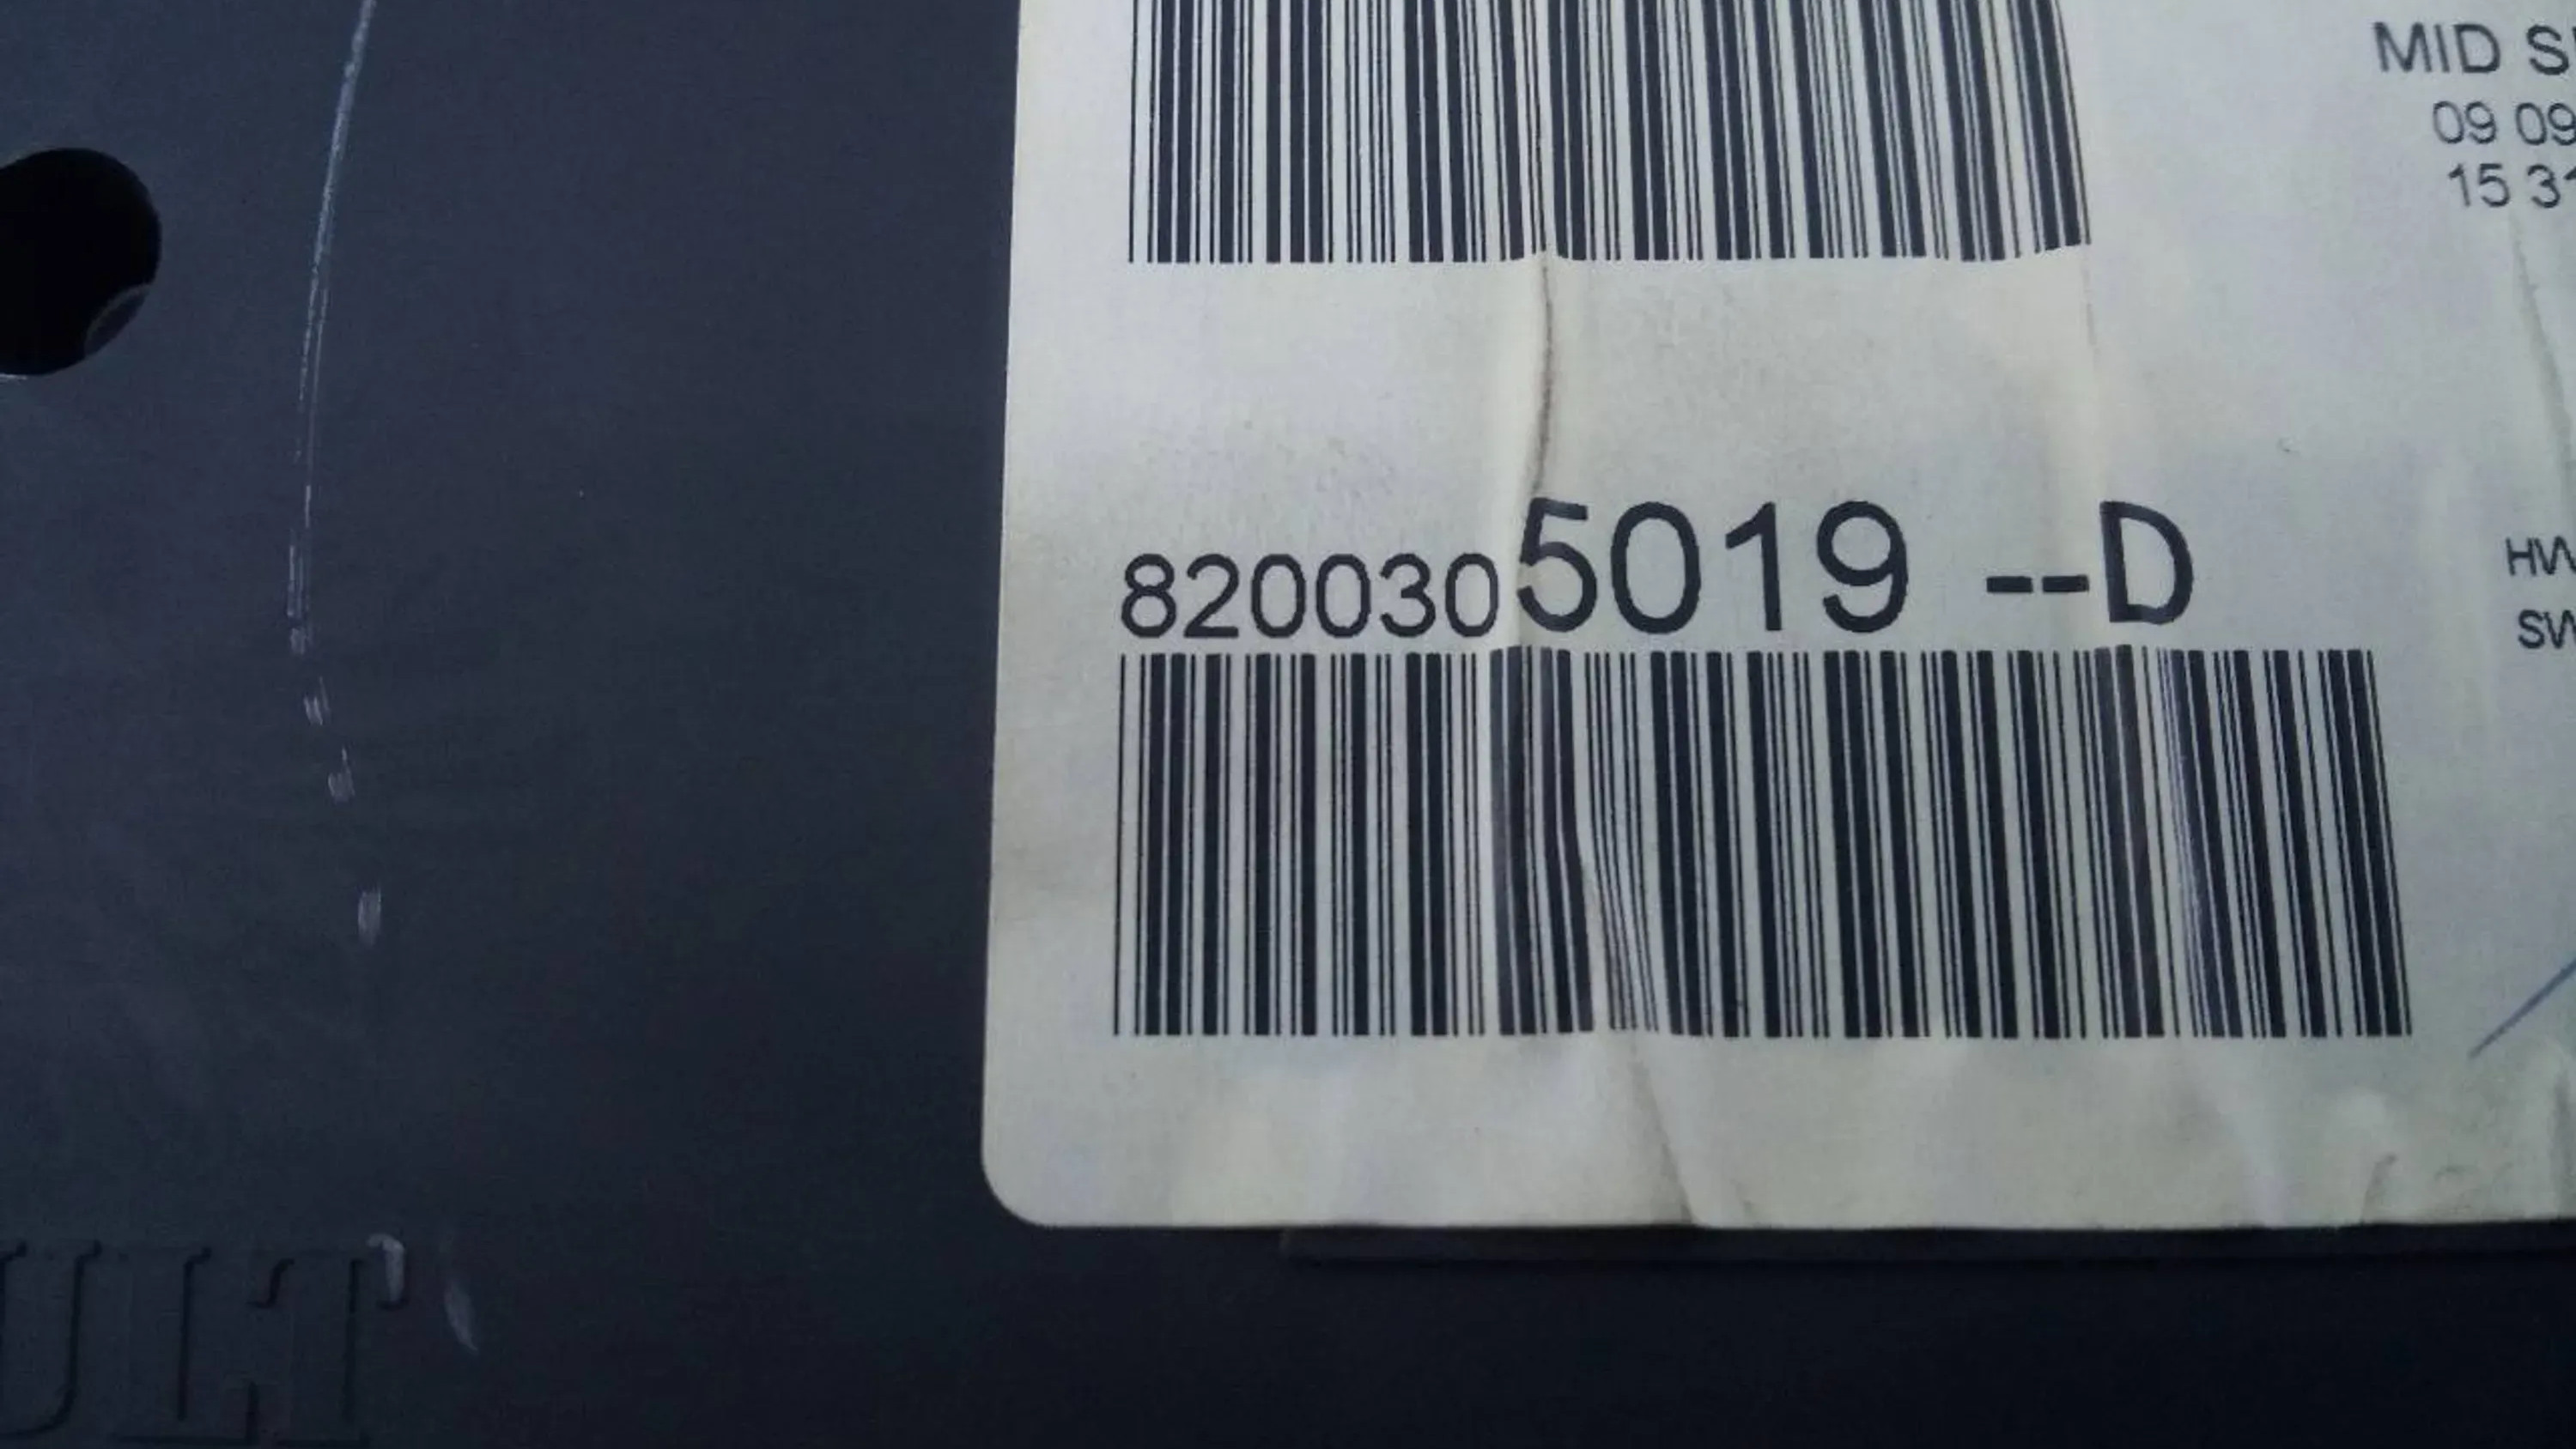 MID S
09 09
15 31
8200305019 --D
HW
SW
ULT